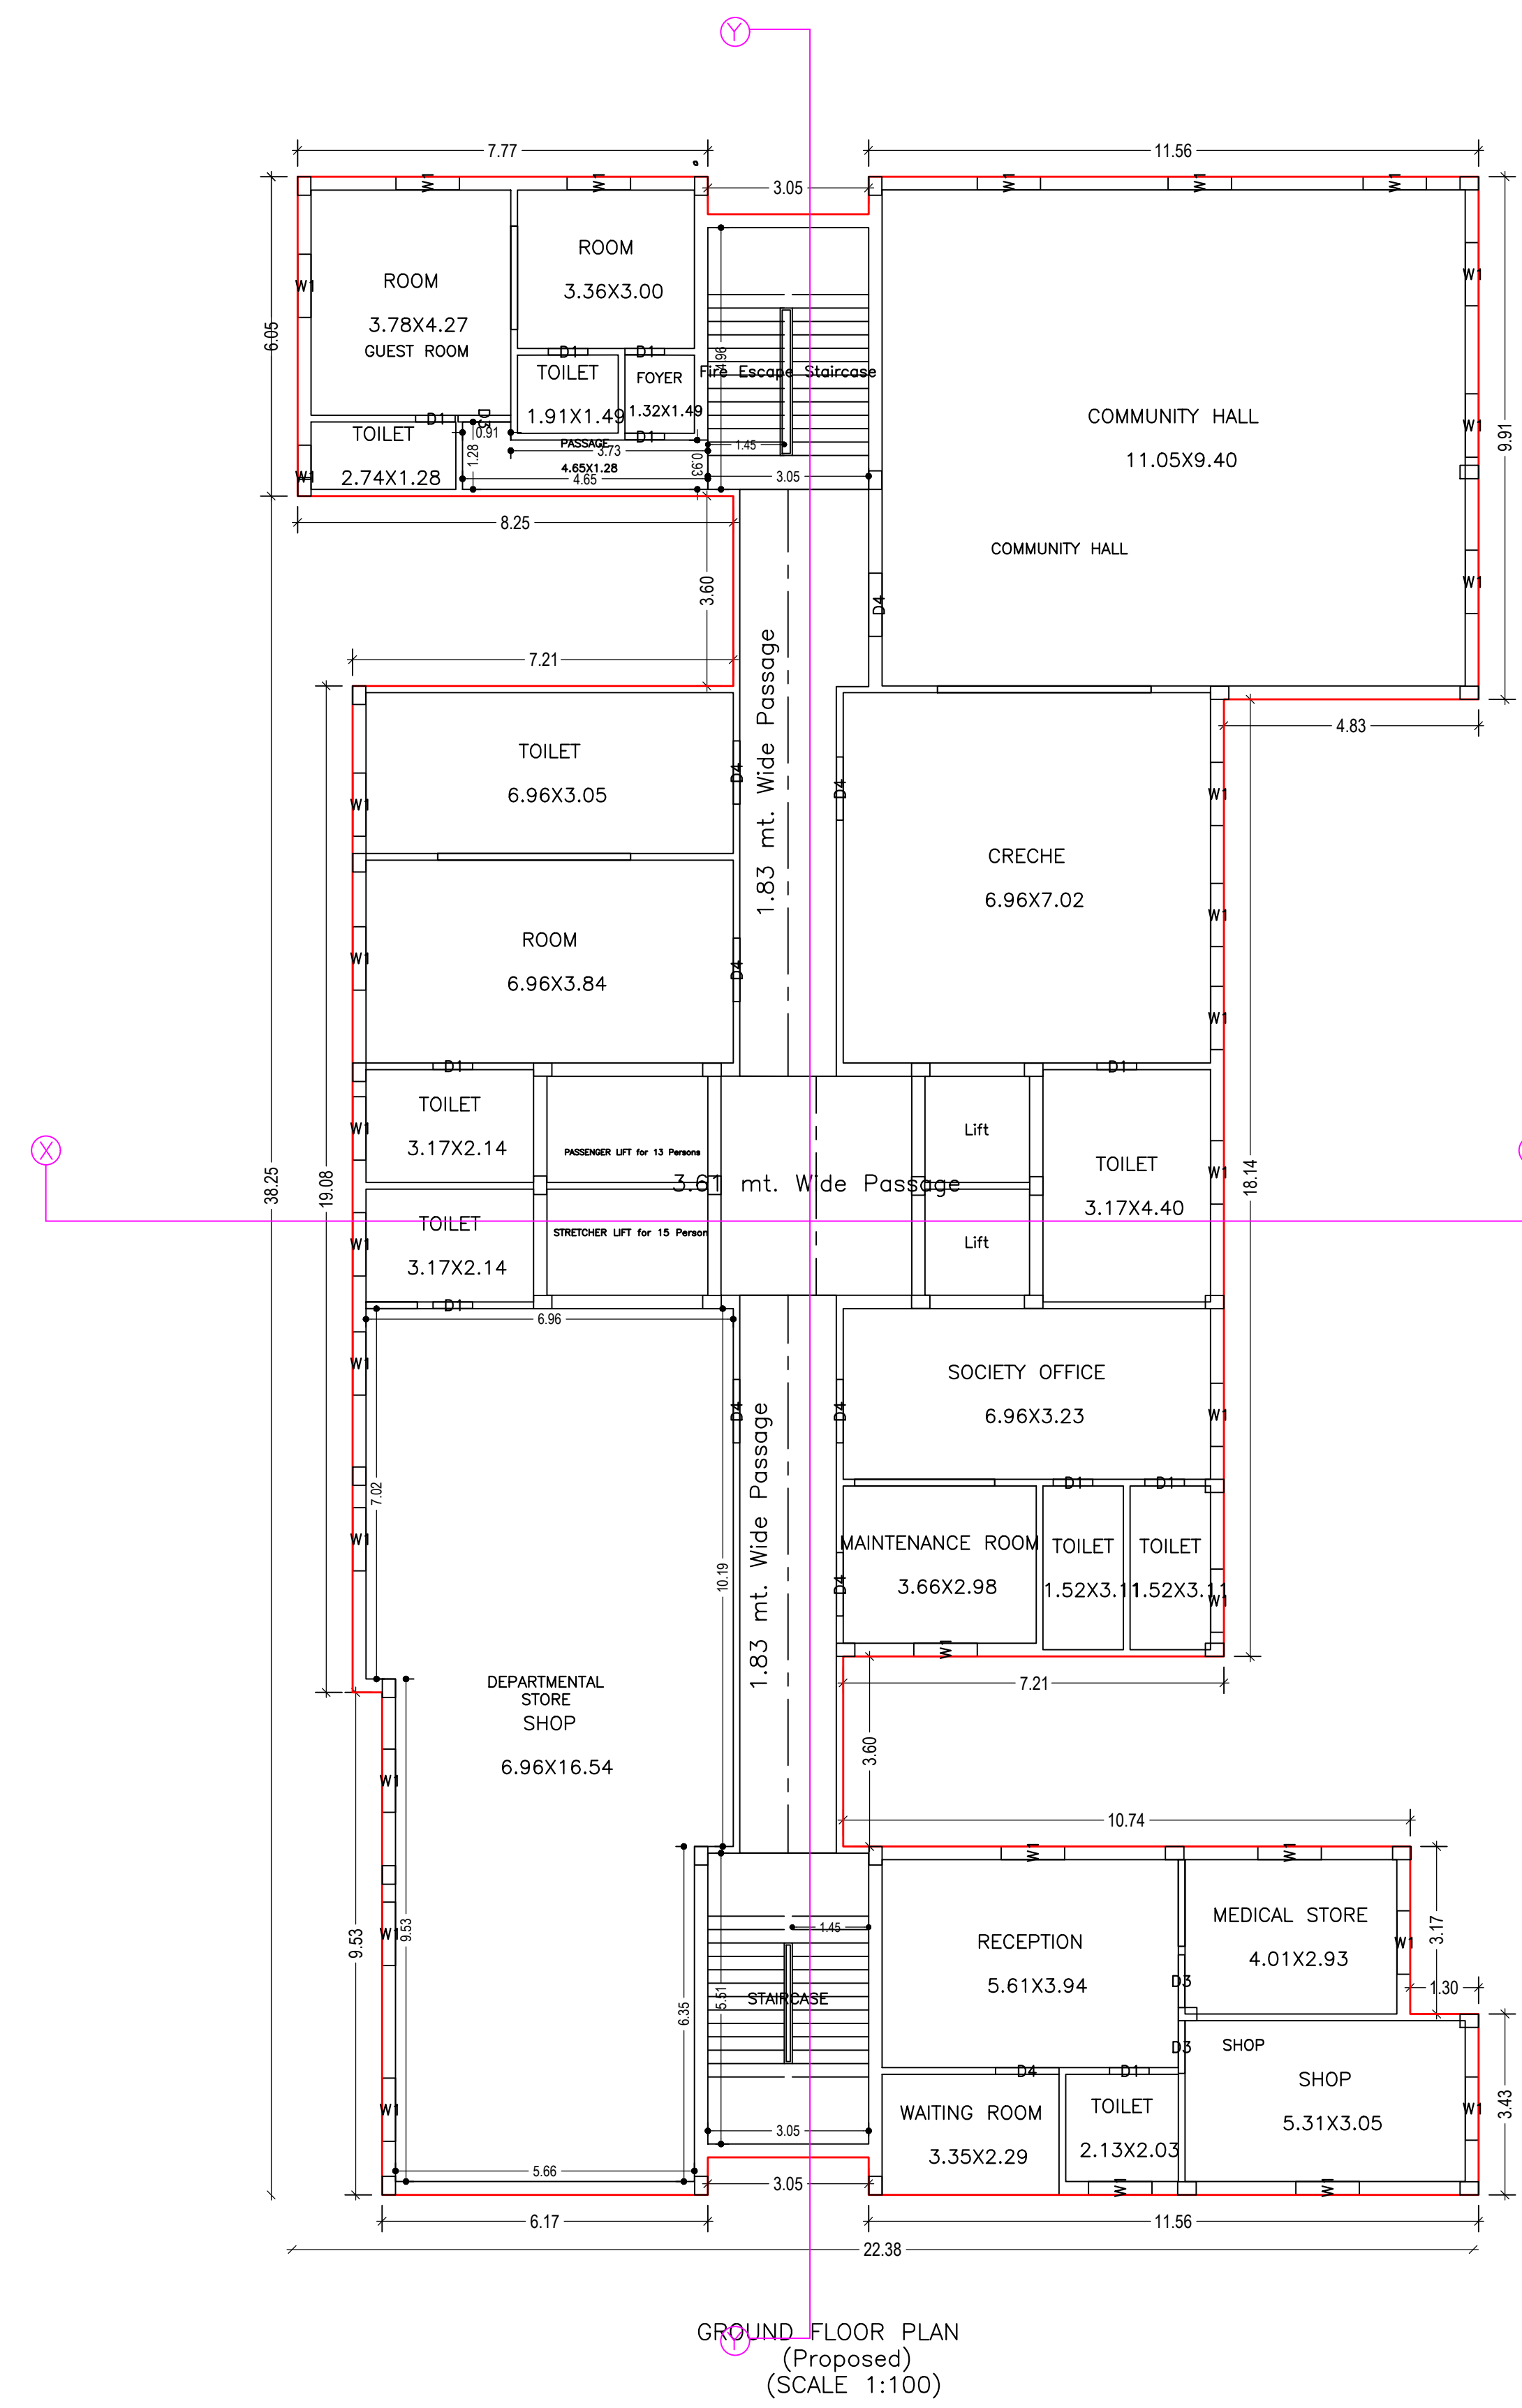 Y
7.77
11.56
3.05
W1
W1
W1
W1
W1
ROOM
3.78X4.27
GUEST ROOM
ROOM
3.36X3.00
W1
W1
6.05
4.96
Fire Escape Staircase
COMMUNITY HALL
11.05X9.40
COMMUNITY HALL
W1
W1
9.91
D1
D1
TOILET
1.91X1.49
FOYER
1.32X1.49
D1
D3
D1
TOILET
2.74X1.28
W1
0.91
1.28
PASSAGE
3.73
4.65X1.28
4.65
0.93
1.45
3.05
8.25
3.60
D4
W1
7.21
1.83 mt. Wide Passage
4.83
TOILET
6.96X3.05
W1
D4
D4
W1
CRECHE
6.96X7.02
W1
ROOM
6.96X3.84
W1
D4
W1
D1
D1
TOILET
3.17X2.14
W1
PASSENGER LIFT for 13 Persons
Lift
X
TOILET
3.17X4.40
W1
18.14
38.25
19.08
3.61 mt. Wide Passage
TOILET
3.17X2.14
W1
STRETCHER LIFT for 15 Person
Lift
D1
6.96
W1
SOCIETY OFFICE
6.96X3.23
D4
D4
W1
7.02
W1
10.19
1.83 mt. Wide Passage
D1
D1
MAINTENANCE ROOM
3.66X2.98
D4
TOILET
1.52X3.11
TOILET
1.52X3.11
W1
W1
7.21
DEPARTMENTAL
STORE
SHOP
6.96X16.54
3.60
W1
10.74
W1
W1
9.53
9.53
W1
6.35
5.51
1.45
STAIRCASE
RECEPTION
5.61X3.94
MEDICAL STORE
4.01X2.93
W1
3.17
D3
1.30
D3
SHOP
SHOP
5.31X3.05
W1
3.43
D4
D1
WAITING ROOM
3.35X2.29
TOILET
2.13X2.03
W1
W1
W1
3.05
5.66
3.05
6.17
11.56
22.38
Y
GROUND FLOOR PLAN
(Proposed)
(SCALE 1:100)